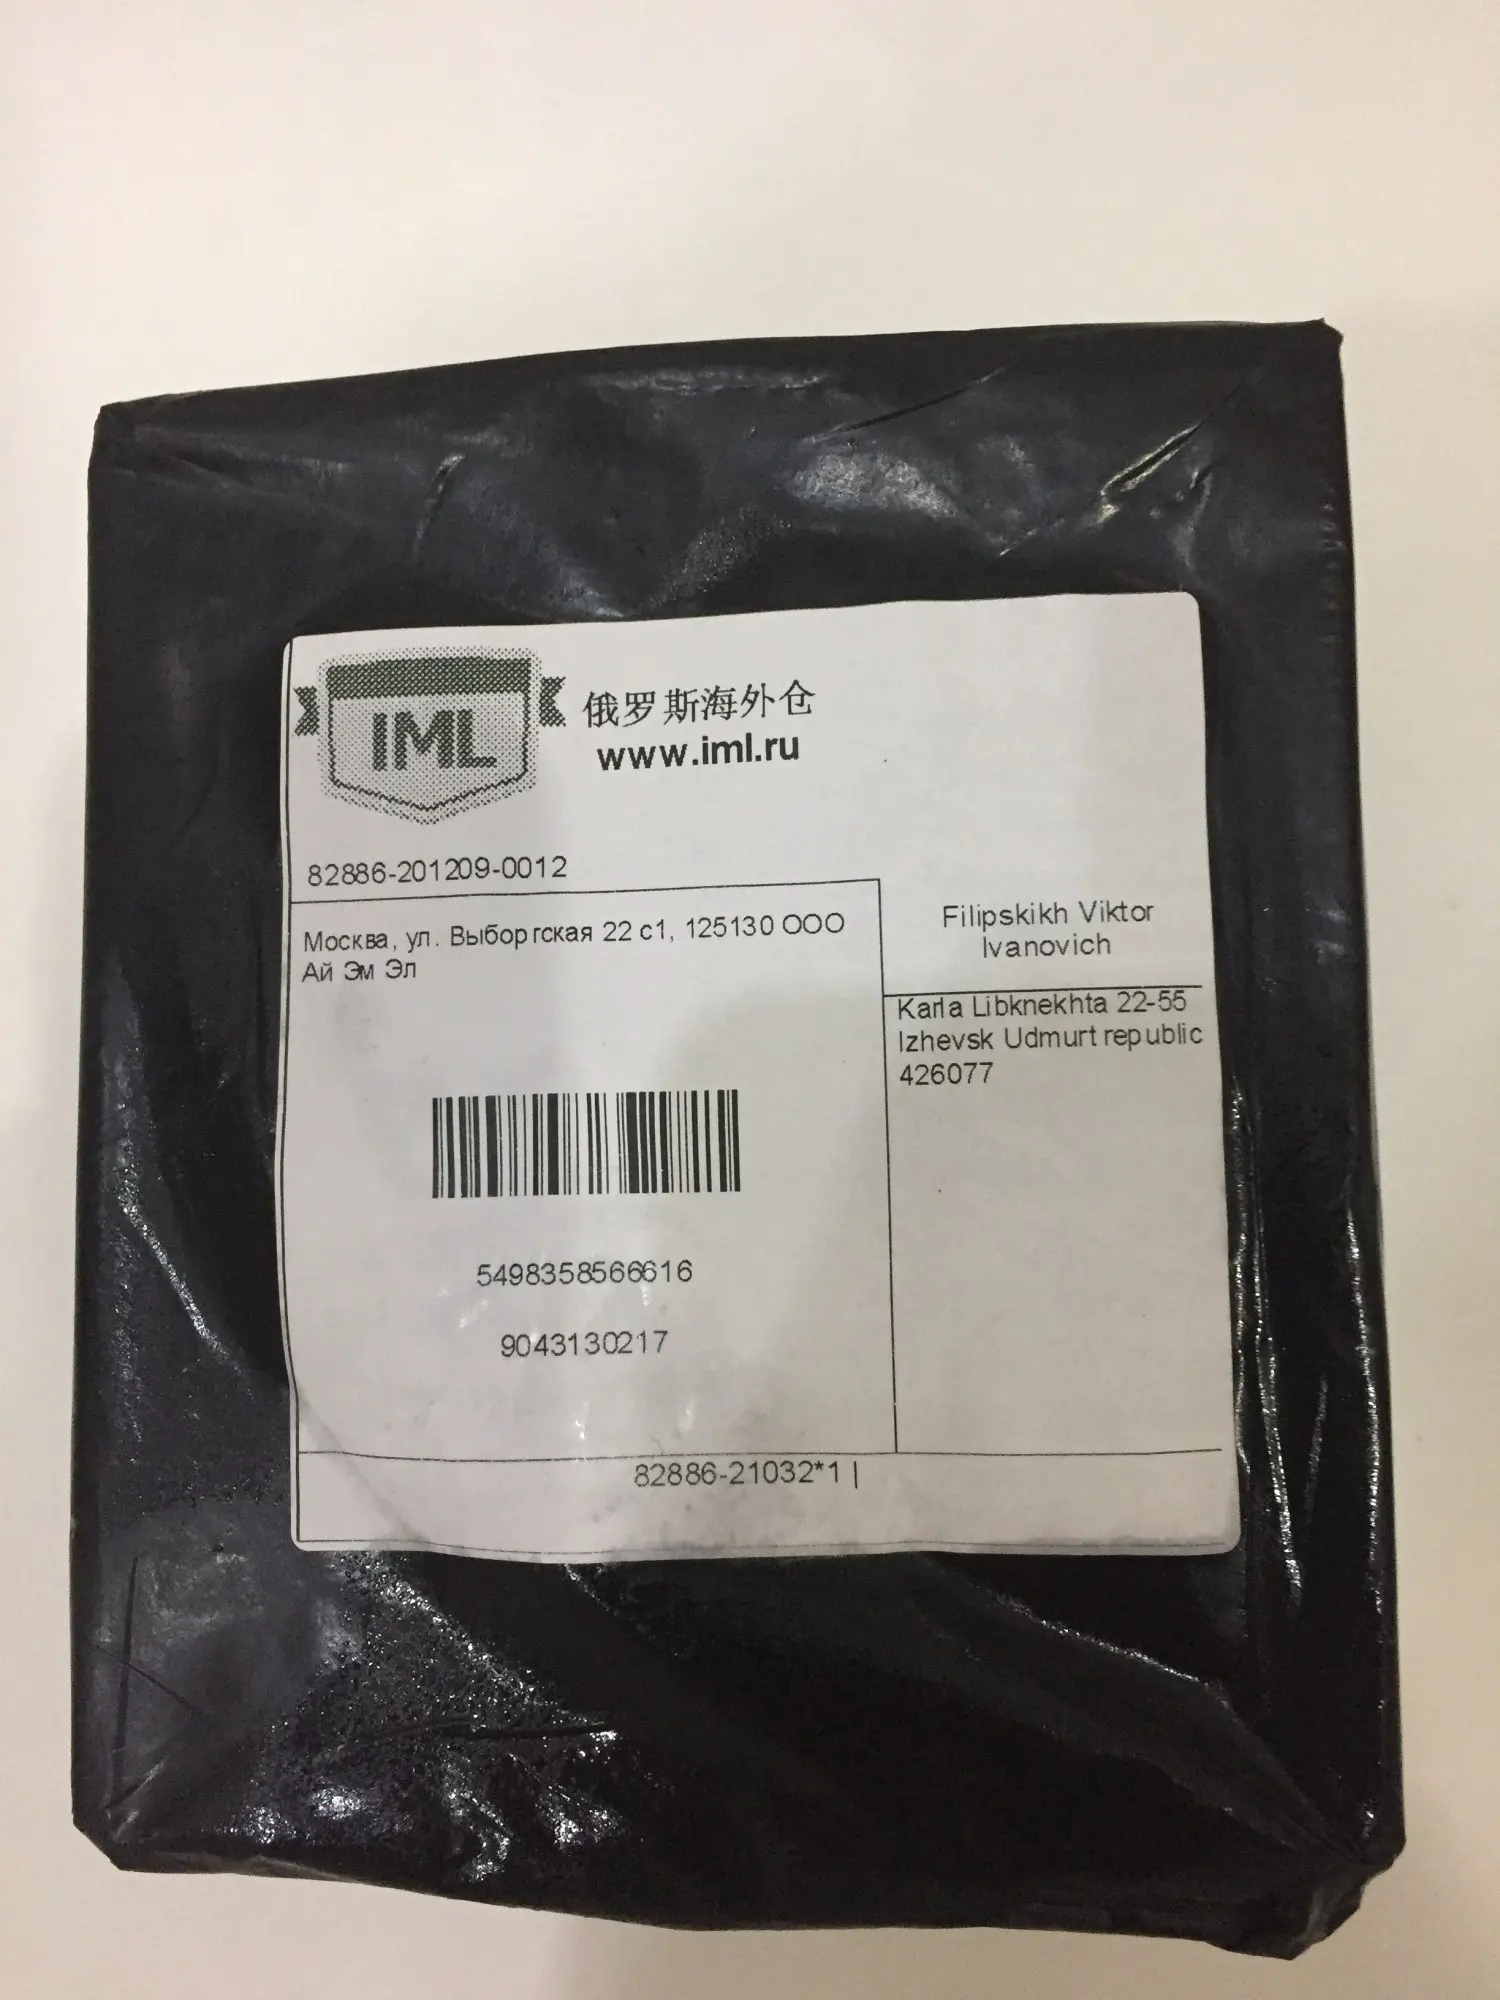 IML
俄罗斯海外仓
www.iml.ru
82886-201209-0012
Москва, ул. Выборгская 22 с1, 125130 ООО
Ай Эм Эл
Filipskikh Viktor
Ivanovich
Karla Libknekhta 22-55
Izhevsk Udmurt republic
426077
5498358566616
9043130217
82886-21032*1 |